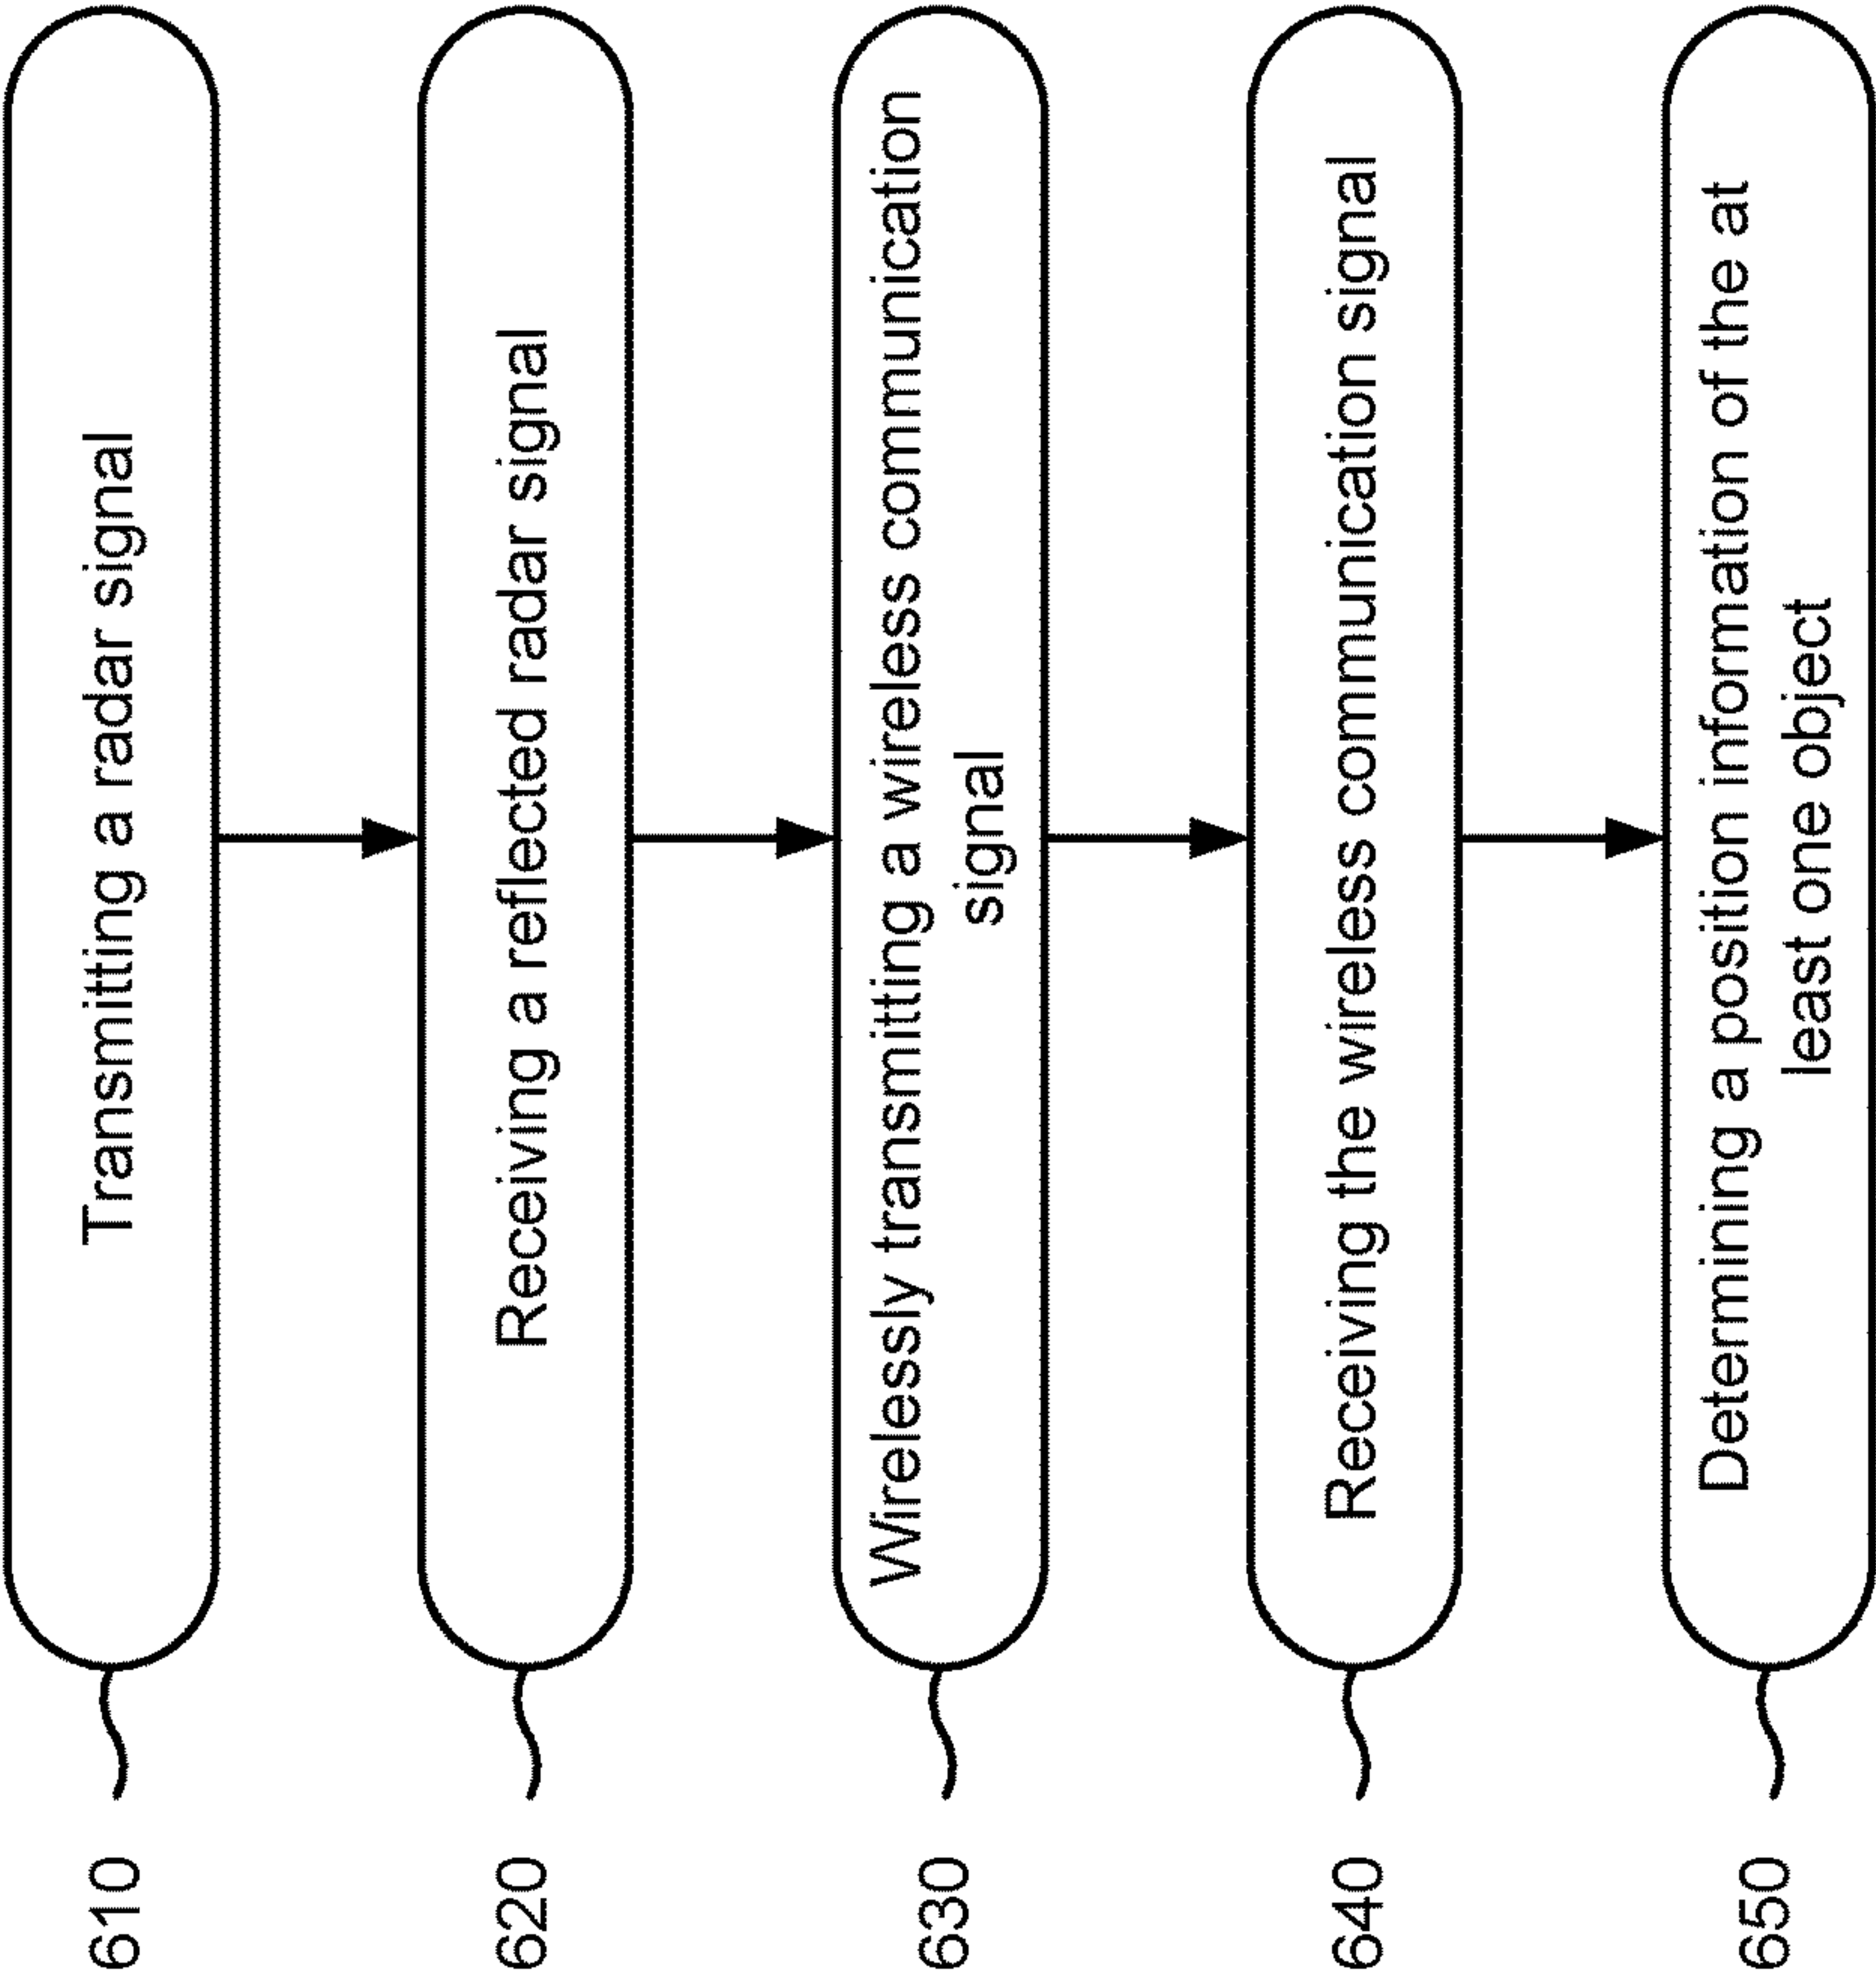 610
Transmitting a radar signal
620
Receiving a reflected radar signal
630
Wirelessly transmitting a wireless communication
signal
640
Receiving the wireless communication signal
650
Determining a position information of the at
least one object